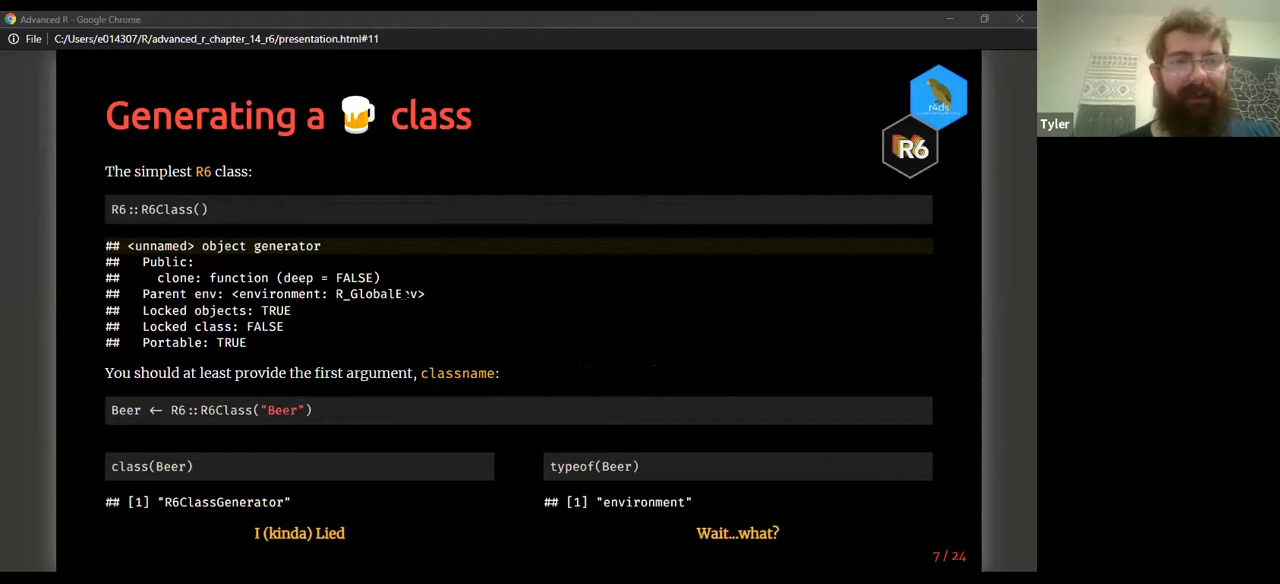 Advanced R - Google Chrome
File
C:/Users/e014307/R/advanced_r_chapter_14_r6/presentation.html#11
Generating a class
r4ds
R6
Tyler
The simplest R6 class:
R6::R6Class()
## <unnamed> object generator
##   Public:
##     clone: function (deep = FALSE)
##   Parent env: <environment: R_GlobalEnv>
##   Locked objects: TRUE
##   Locked class: FALSE
##   Portable: TRUE
You should at least provide the first argument, classname:
Beer <- R6::R6Class("Beer")
class(Beer)
## [1] "R6ClassGenerator"
I (kinda) Lied
typeof(Beer)
## [1] "environment"
Wait...what?
7 / 24